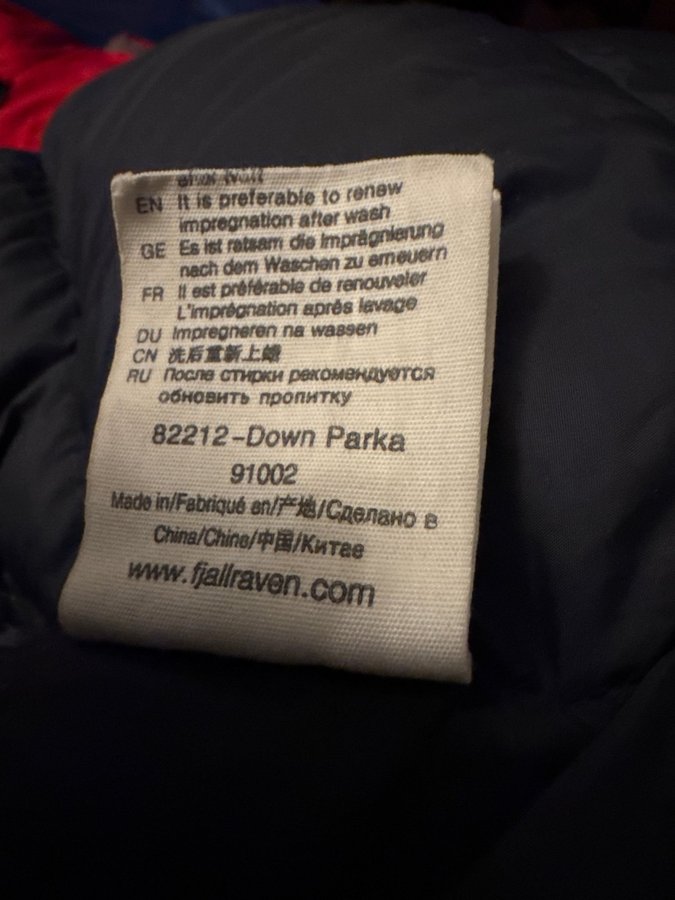 EN It is preferable to renew
impregnation after wash
GE Es ist ratsam die Imprägnierung
nach dem Waschen zu erneuern
FR Il est préférable de renouveler
L'imprégnation après lavage
DU Impregneren na wassen
CN 洗后重新上蜡
RU После стирки рекомендуется
обновить пропитку
82212-Down Parka
91002
Made in/Fabriqué en/产地/Сделано в
China/Chine/中国/Китае
www.fjallraven.com